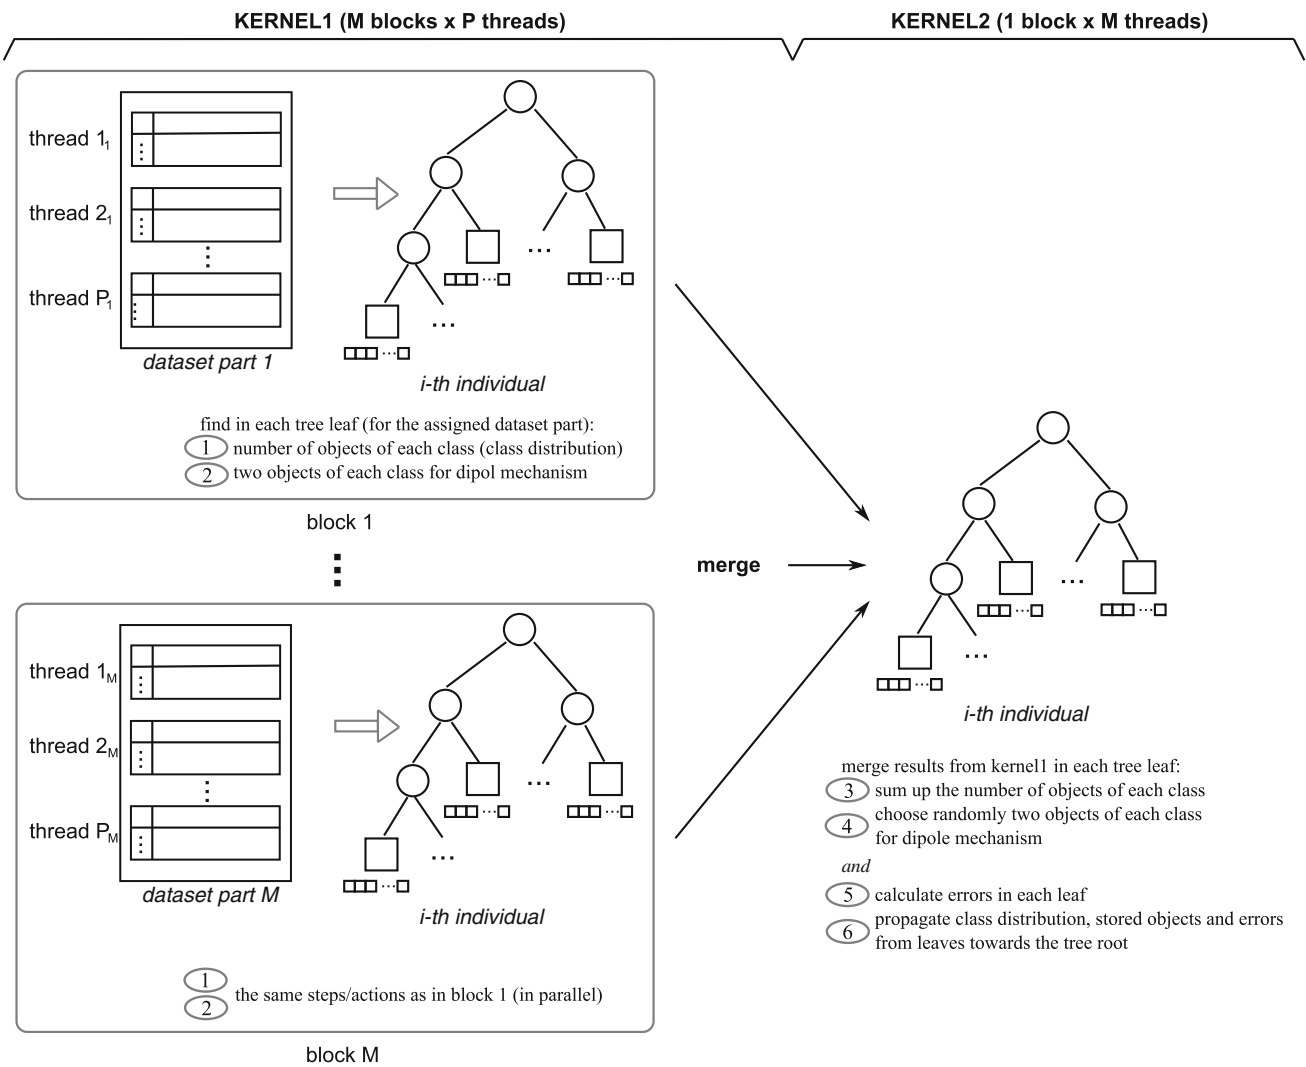 KERNEL1 (M blocks x P threads)
KERNEL2 (1 block x M threads)
thread 1₁
thread 2₁
thread P₁
dataset part 1
i-th individual
find in each tree leaf (for the assigned dataset part):
1 number of objects of each class (class distribution)
2 two objects of each class for dipol mechanism
block 1
merge
thread 1M
thread 2M
thread PM
dataset part M
i-th individual
1
2
the same steps/actions as in block 1 (in parallel)
block M
i-th individual
merge results from kernel1 in each tree leaf:
3 sum up the number of objects of each class
4 choose randomly two objects of each class
for dipole mechanism
and
5 calculate errors in each leaf
6 propagate class distribution, stored objects and errors
from leaves towards the tree root